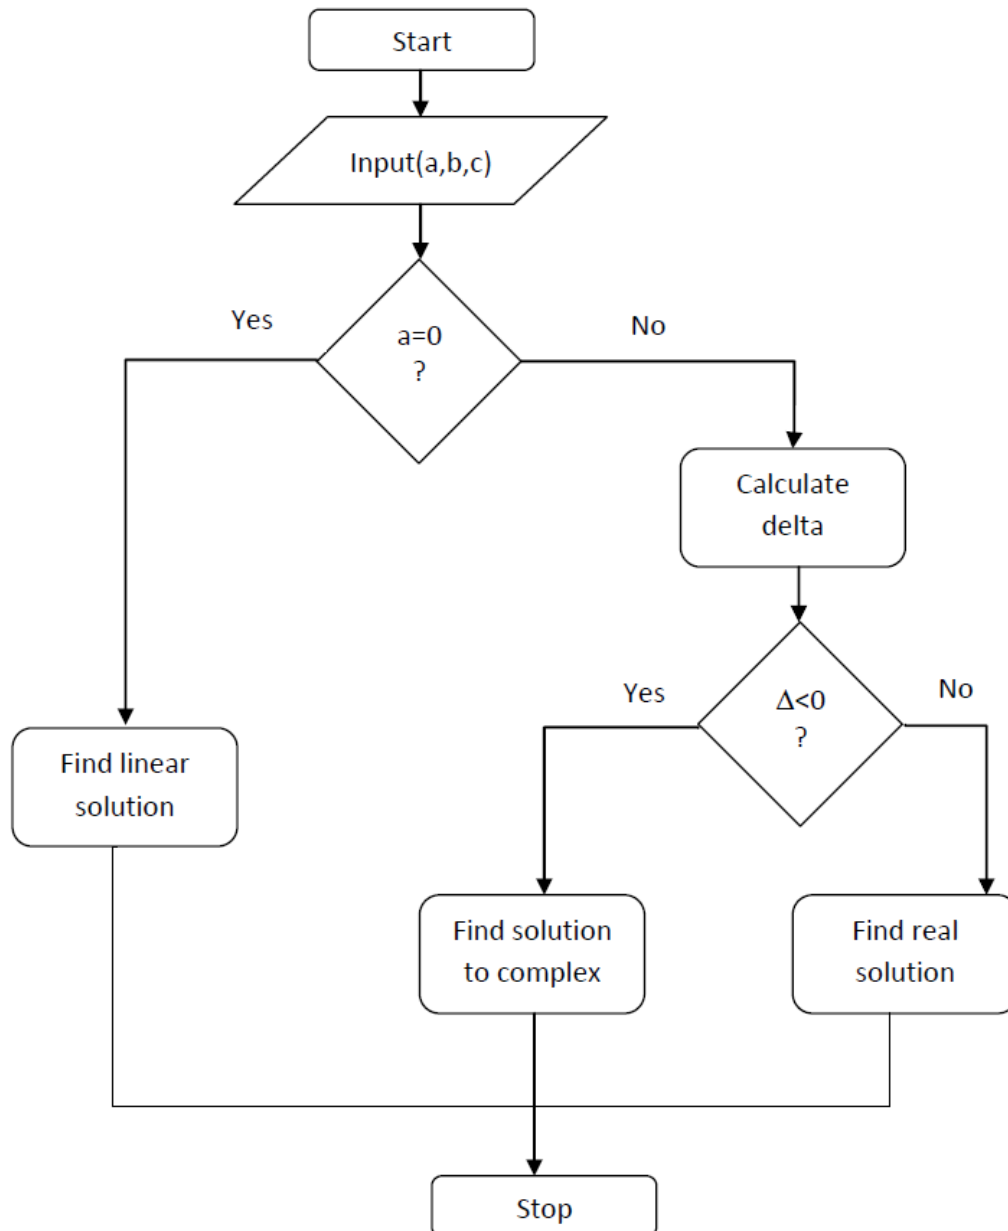 Start
Input(a,b,c)
Yes
No
a=0
?
Calculate
delta
Yes
No
Δ<0
?
Find linear
solution
Find solution
to complex
Find real
solution
Stop